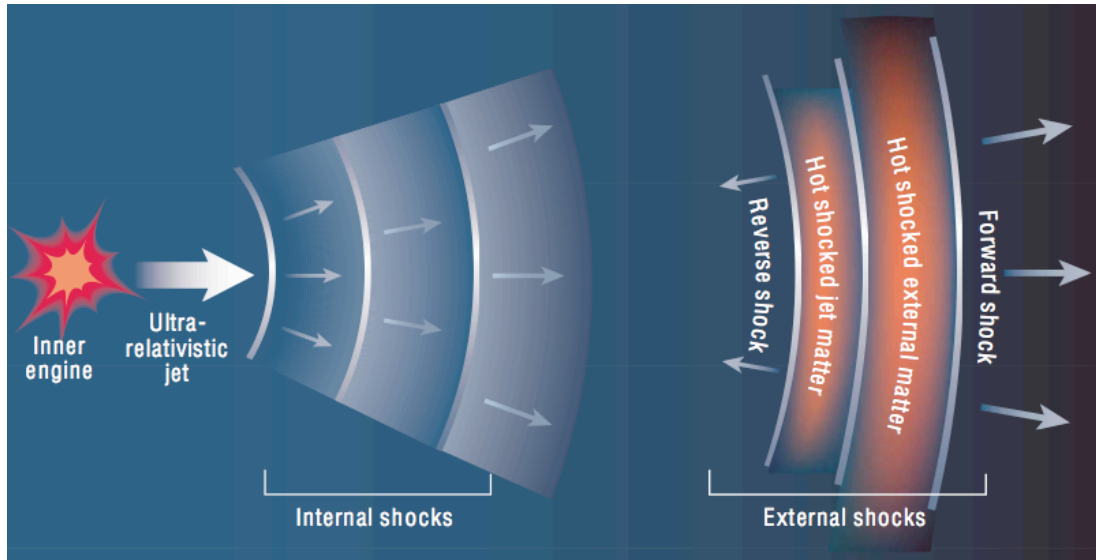 Inner
engine
Ultra-
relativistic
jet
Internal shocks
Reverse shock
Hot shocked jet matter
Hot shocked external matter
Forward shock
External shocks